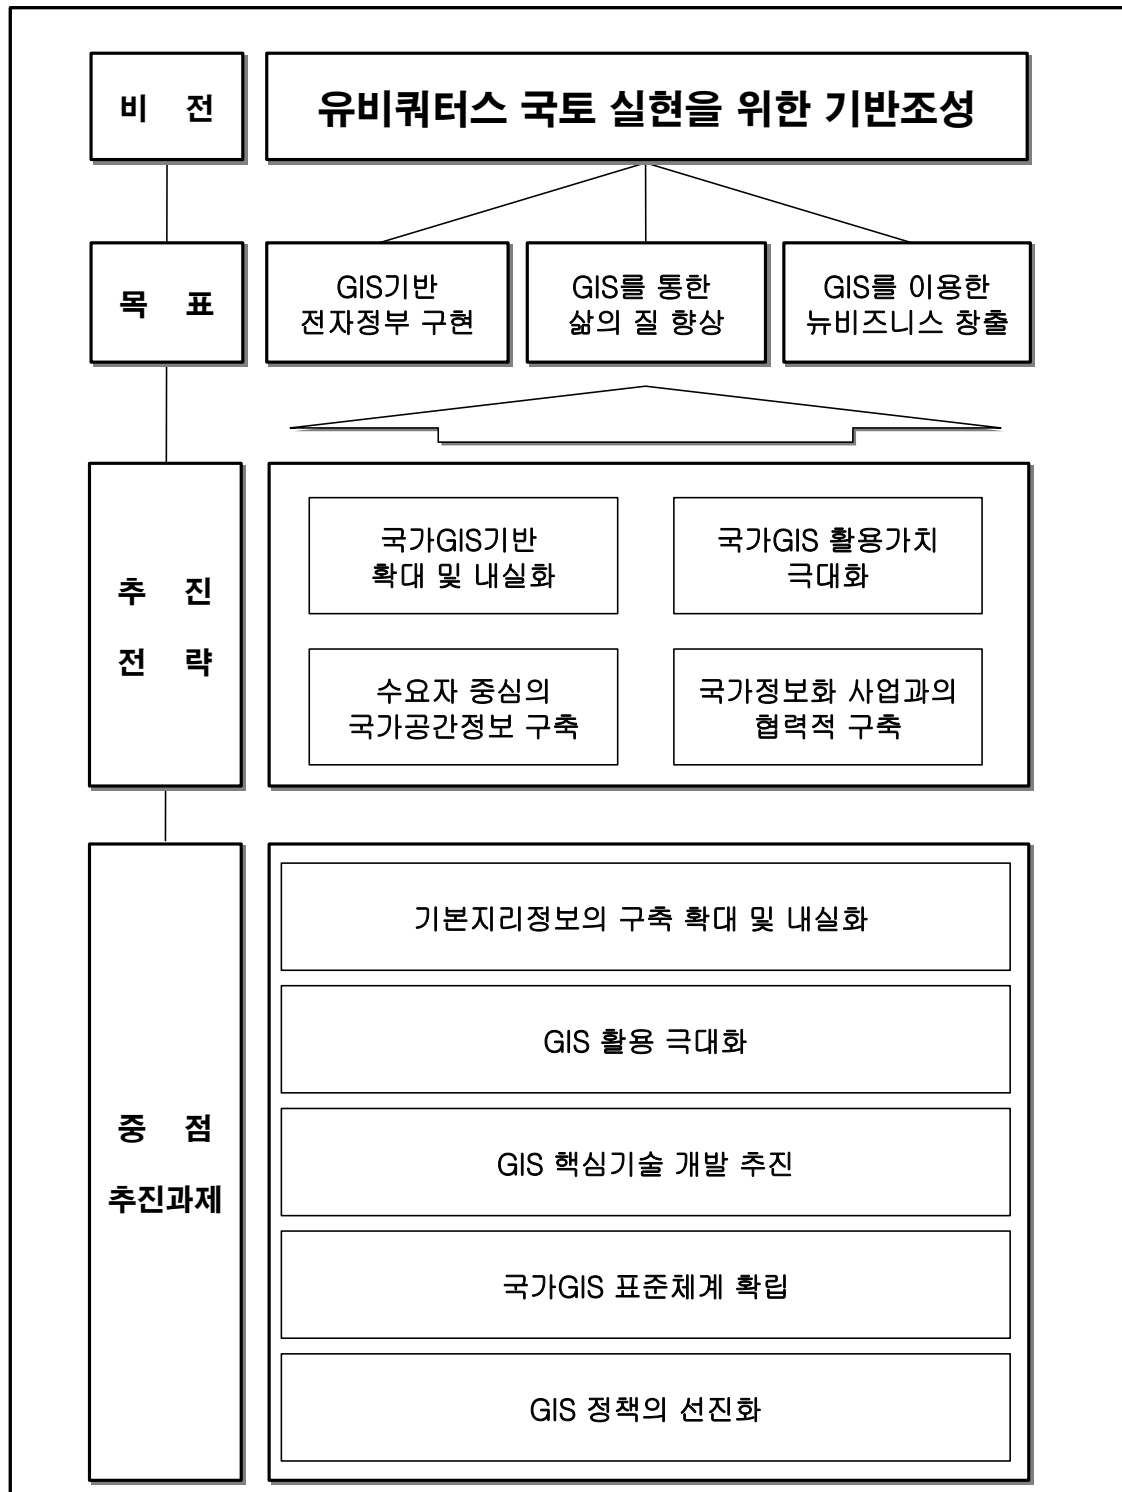 비 전
유비쿼터스 국토 실현을 위한 기반조성
목 표
GIS기반
전자정부 구현
GIS를 통한
삶의 질 향상
GIS를 이용한
뉴비즈니스 창출
추 진
전 략
국가GIS기반
확대 및 내실화
국가GIS 활용가치
극대화
수요자 중심의
국가공간정보 구축
국가정보화 사업과의
협력적 구축
중 점
추진과제
기본지리정보의 구축 확대 및 내실화
GIS 활용 극대화
GIS 핵심기술 개발 추진
국가GIS 표준체계 확립
GIS 정책의 선진화